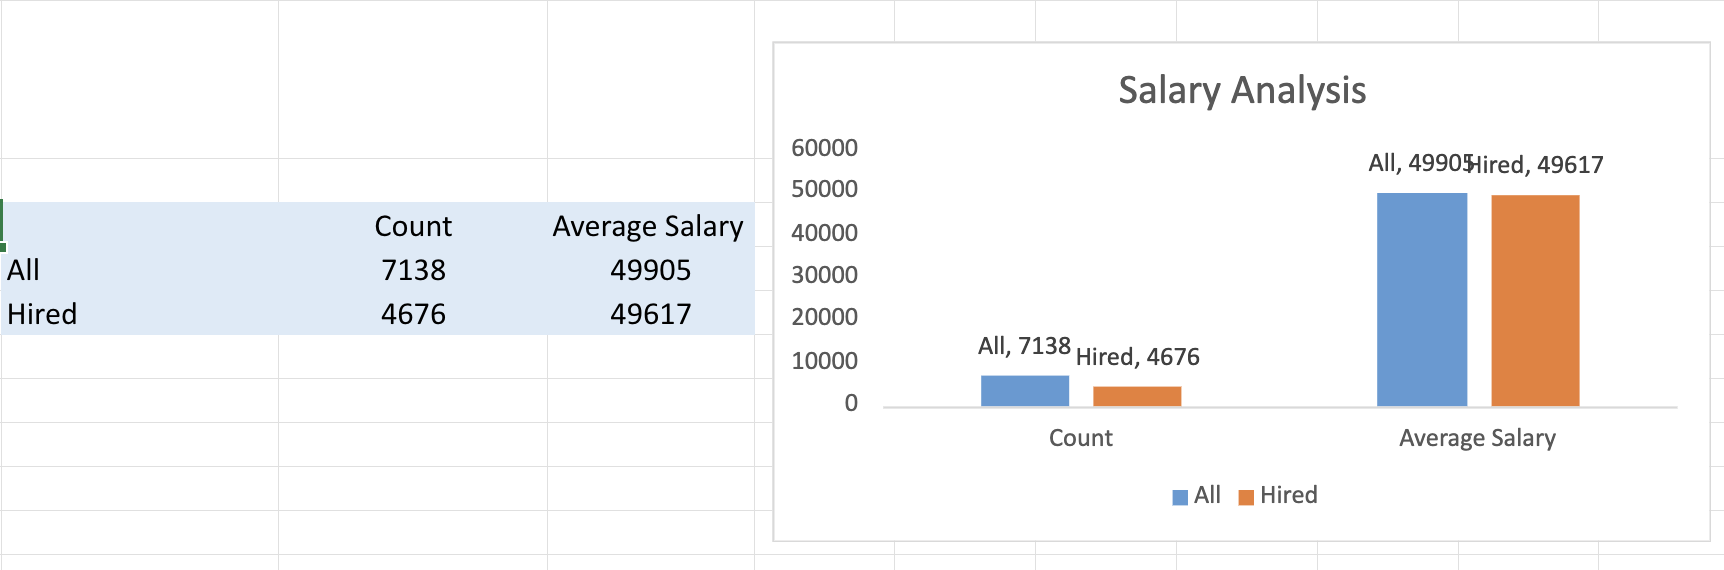 Count Average Salary
All 7138 49905
Hired 4676 49617
Salary Analysis
60000
50000
40000
30000
20000
10000
0
All, 7138
Hired, 4676
All, 49905
Hired, 49617
Count Average Salary
All Hired